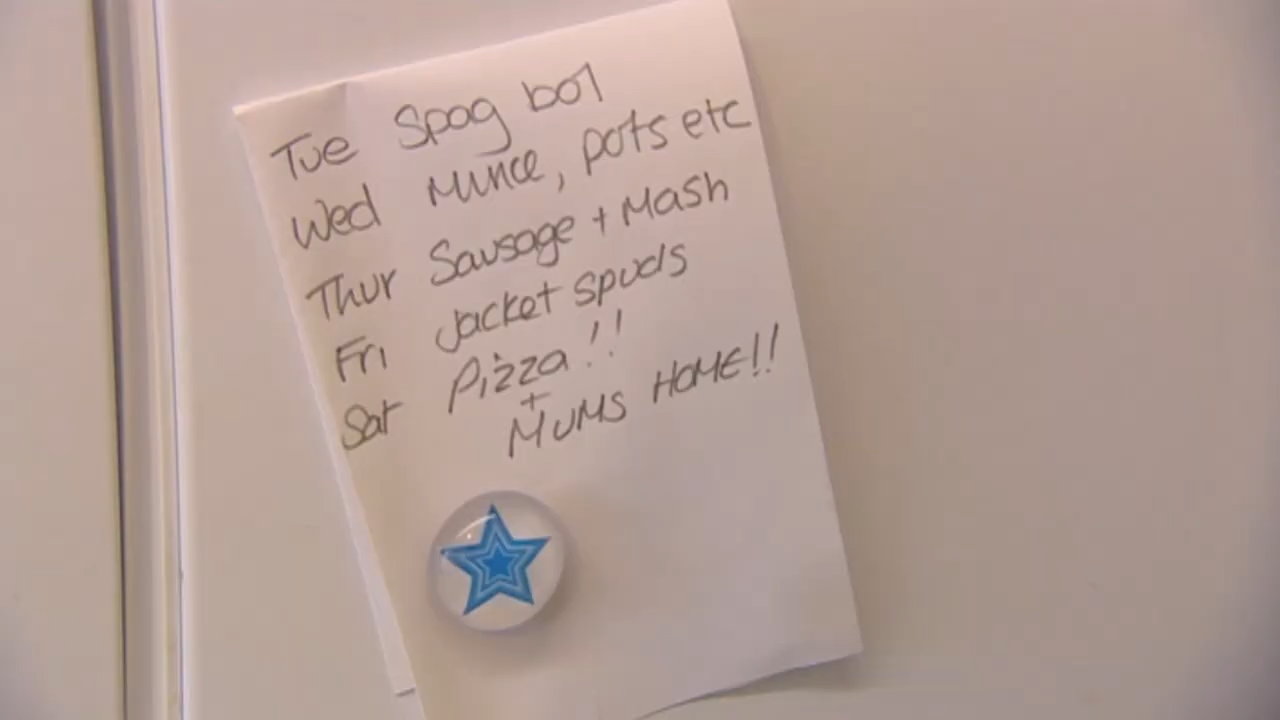 Tue Spag bol
Wed Mince, pots etc
Thur Sausage + Mash
Fri Jacket spuds
Sat Pizza!!
+
MUMS HOME!!